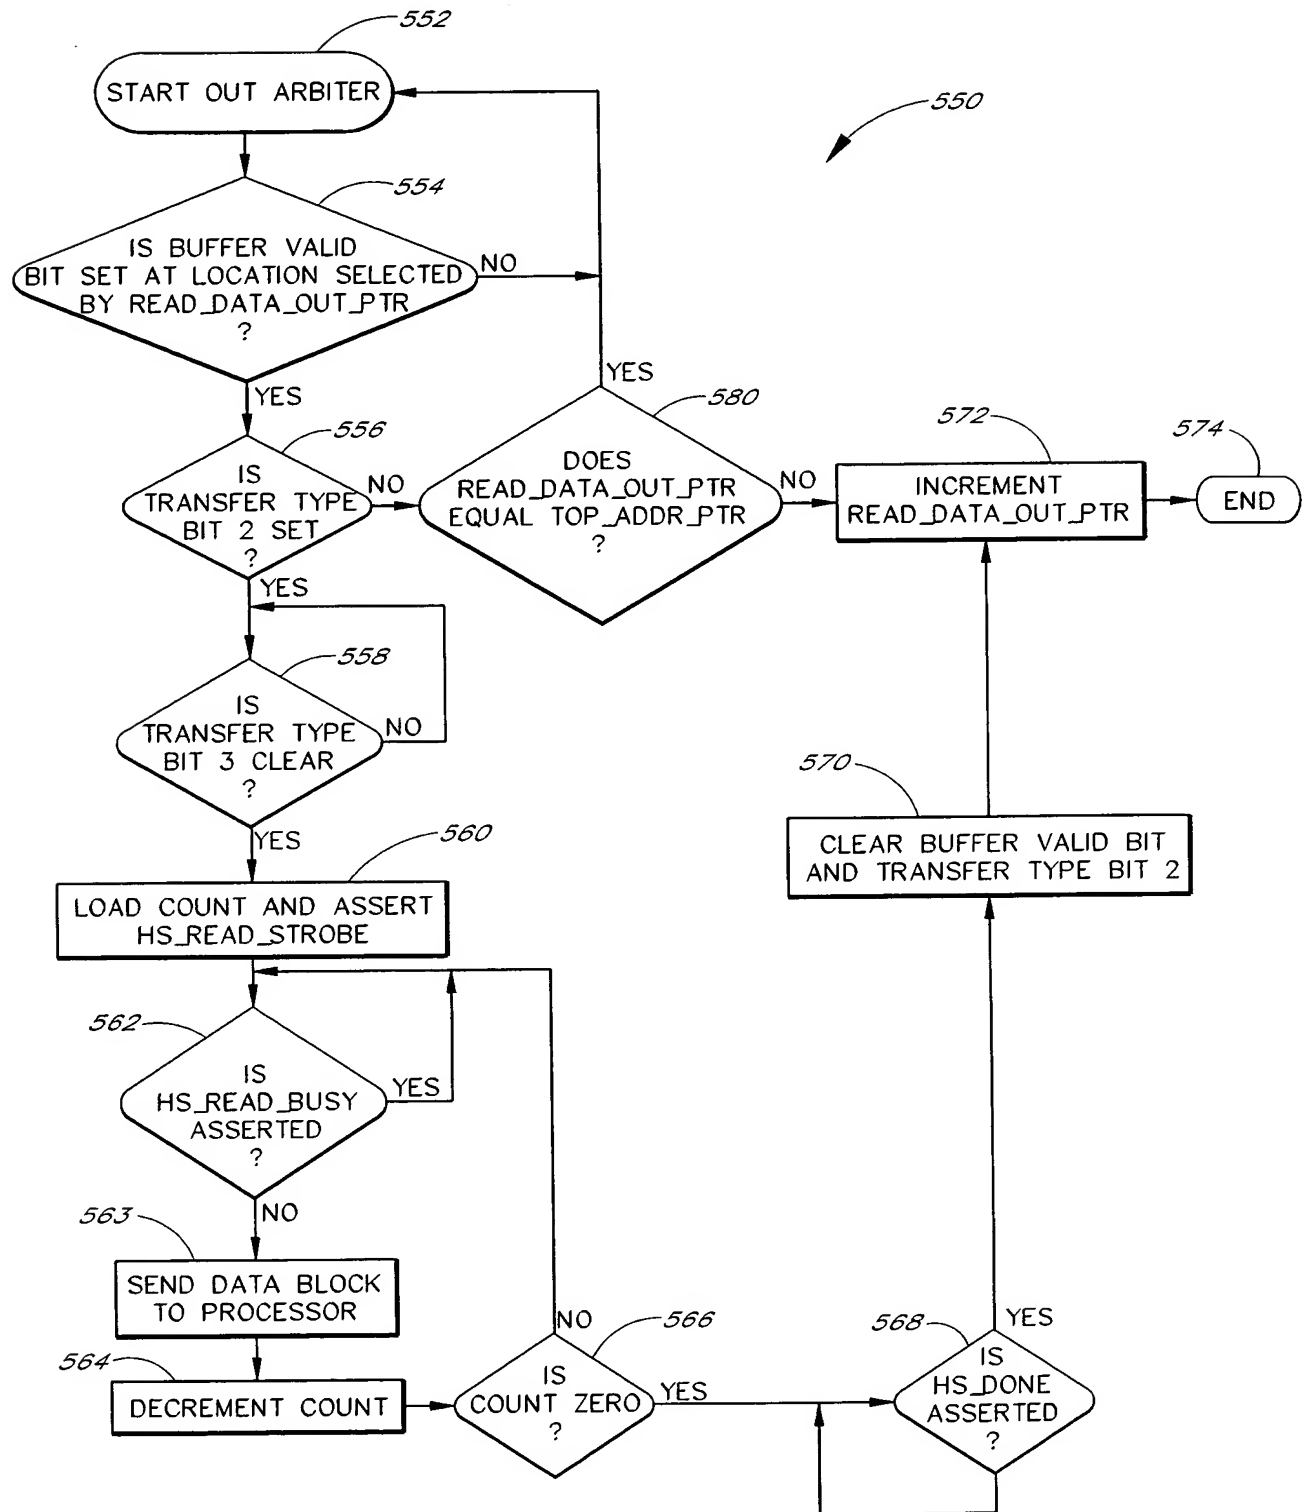 552
START OUT ARBITER
550
554
IS BUFFER VALID
BIT SET AT LOCATION SELECTED
BY READ_DATA_OUT_PTR
?
NO
YES
YES
580
556
IS
TRANSFER TYPE
BIT 2 SET
?
NO
DOES
READ_DATA_OUT_PTR
EQUAL TOP_ADDR_PTR
?
NO
572
INCREMENT
READ_DATA_OUT_PTR
574
END
YES
558
IS
TRANSFER TYPE
BIT 3 CLEAR
?
NO
YES
560
LOAD COUNT AND ASSERT
HS_READ_STROBE
570
CLEAR BUFFER VALID BIT
AND TRANSFER TYPE BIT 2
562
IS
HS_READ_BUSY
ASSERTED
?
YES
NO
563
SEND DATA BLOCK
TO PROCESSOR
564
DECREMENT COUNT
NO
566
IS
COUNT ZERO
?
YES
568
YES
IS
HS_DONE
ASSERTED
?